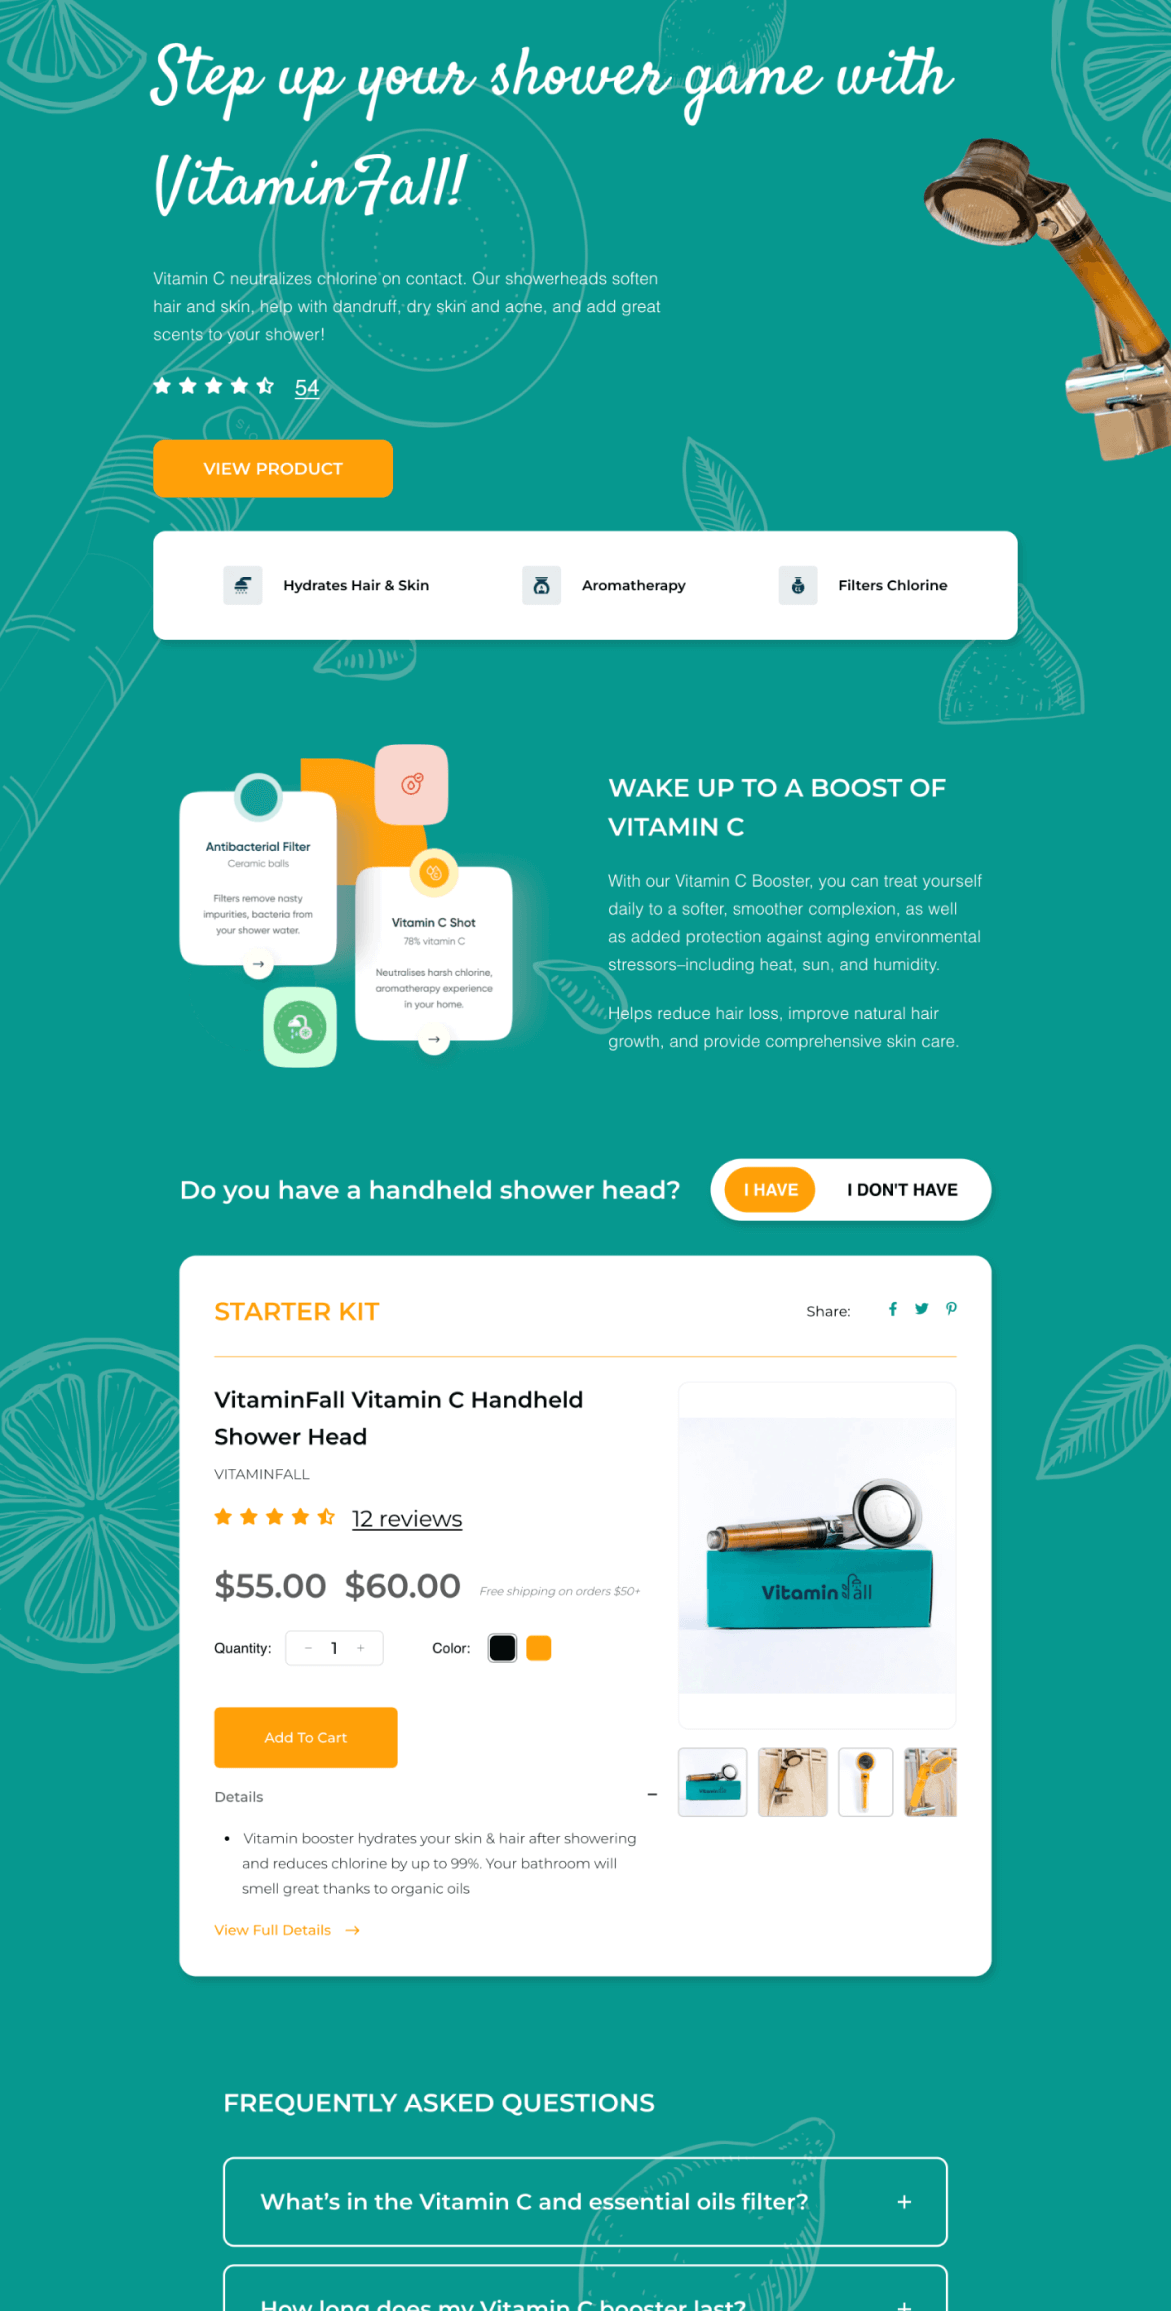 Step up your shower game with
VitaminFall!
Vitamin C neutralizes chlorine on contact. Our showerheads soften
hair and skin, help with dandruff, dry skin and acne, and add great
scents to your shower!
54
VIEW PRODUCT
Hydrates Hair & Skin
Aromatherapy
Filters Chlorine
Antibacterial Filter
Ceramic balls
Filters remove nasty
impurities, bacteria from
your shower water.
Vitamin C Shot
78% vitamin C
Neutralises harsh chlorine,
aromatherapy experience
in your home.
WAKE UP TO A BOOST OF
VITAMIN C
With our Vitamin C Booster, you can treat yourself
daily to a softer, smoother complexion, as well
as added protection against aging environmental
stressors–including heat, sun, and humidity.
Helps reduce hair loss, improve natural hair
growth, and provide comprehensive skin care.
Do you have a handheld shower head?
I HAVE
I DON'T HAVE
STARTER KIT
Share:
VitaminFall Vitamin C Handheld
Shower Head
VITAMINFALL
12 reviews
$55.00 $60.00 Free shipping on orders $50+
Quantity: − 1 + Color:
Add To Cart
Details −
• Vitamin booster hydrates your skin & hair after showering
and reduces chlorine by up to 99%. Your bathroom will
smell great thanks to organic oils
View Full Details →
Vitamin fall
FREQUENTLY ASKED QUESTIONS
What's in the Vitamin C and essential oils filter? +
How long does my Vitamin C booster last? +